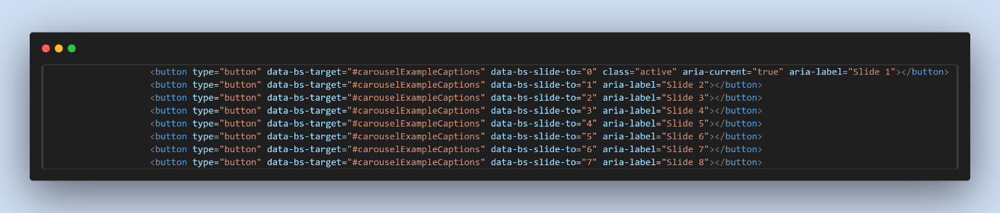 <button type="button" data-bs-target="#carouselExampleCaptions" data-bs-slide-to="0" class="active" aria-current="true" aria-label="Slide 1"></button>
<button type="button" data-bs-target="#carouselExampleCaptions" data-bs-slide-to="1" aria-label="Slide 2"></button>
<button type="button" data-bs-target="#carouselExampleCaptions" data-bs-slide-to="2" aria-label="Slide 3"></button>
<button type="button" data-bs-target="#carouselExampleCaptions" data-bs-slide-to="3" aria-label="Slide 4"></button>
<button type="button" data-bs-target="#carouselExampleCaptions" data-bs-slide-to="4" aria-label="Slide 5"></button>
<button type="button" data-bs-target="#carouselExampleCaptions" data-bs-slide-to="5" aria-label="Slide 6"></button>
<button type="button" data-bs-target="#carouselExampleCaptions" data-bs-slide-to="6" aria-label="Slide 7"></button>
<button type="button" data-bs-target="#carouselExampleCaptions" data-bs-slide-to="7" aria-label="Slide 8"></button>